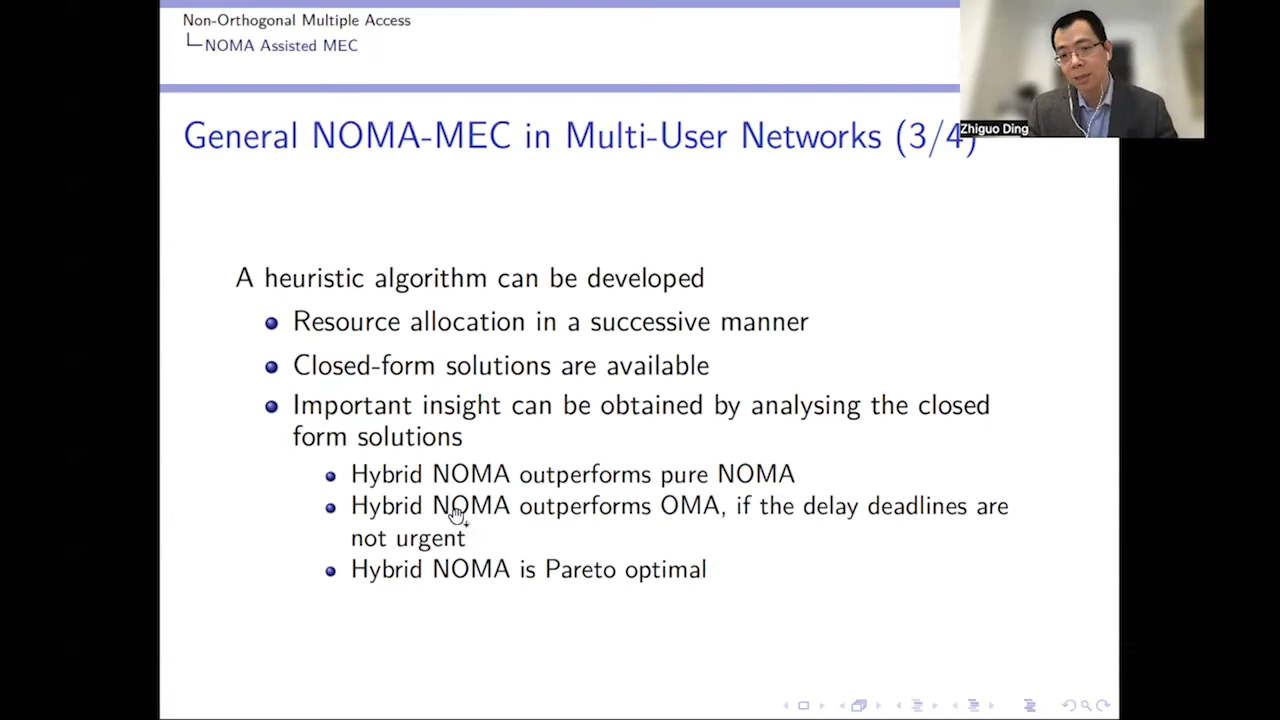 Non-Orthogonal Multiple Access
NOMA Assisted MEC
Zhiguo Ding
General NOMA-MEC in Multi-User Networks (3/4)
A heuristic algorithm can be developed
Resource allocation in a successive manner
Closed-form solutions are available
Important insight can be obtained by analysing the closed
form solutions
Hybrid NOMA outperforms pure NOMA
Hybrid NOMA outperforms OMA, if the delay deadlines are
not urgent
Hybrid NOMA is Pareto optimal